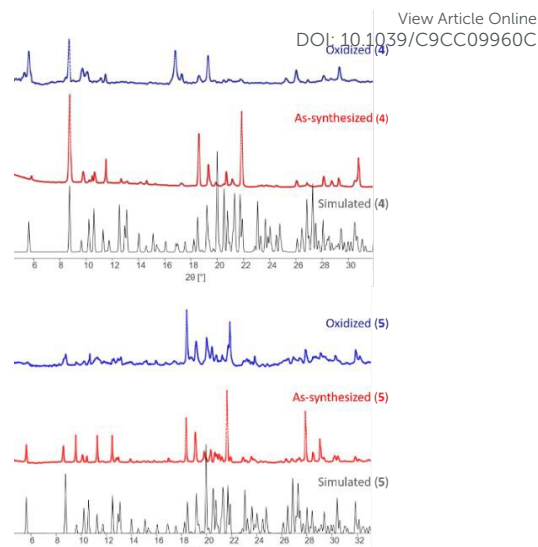 View Article Online
DOI: 10.1039/C9CC09960C
Oxidized (4)
As-synthesized (4)
Simulated (4)
6 8 10 12 14 16 18 20 22 24 26 28 30
2θ [°]
Oxidized (5)
As-synthesized (5)
Simulated (5)
6 8 10 12 14 16 18 20 22 24 26 28 30 32